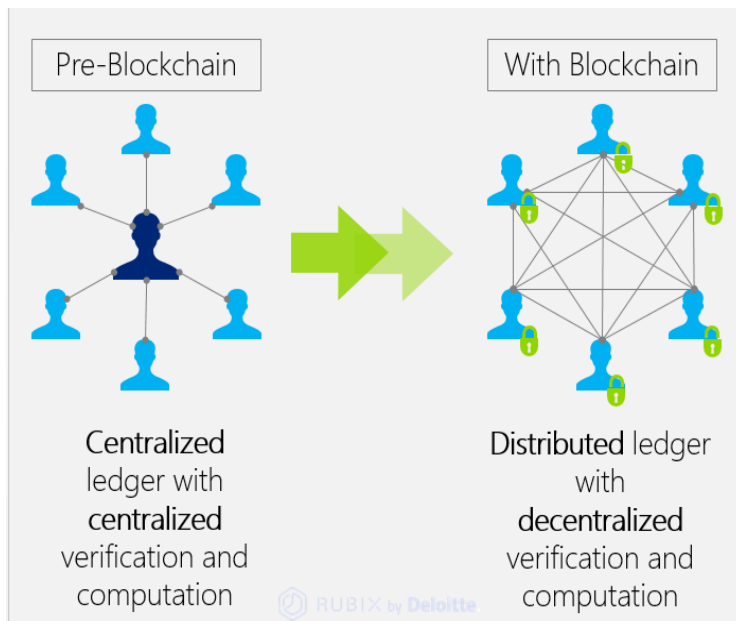 Pre-Blockchain
With Blockchain
Centralized
ledger with
centralized
verification and
computation
Distributed ledger
with
decentralized
verification and
computation
RUBIX by Deloitte.